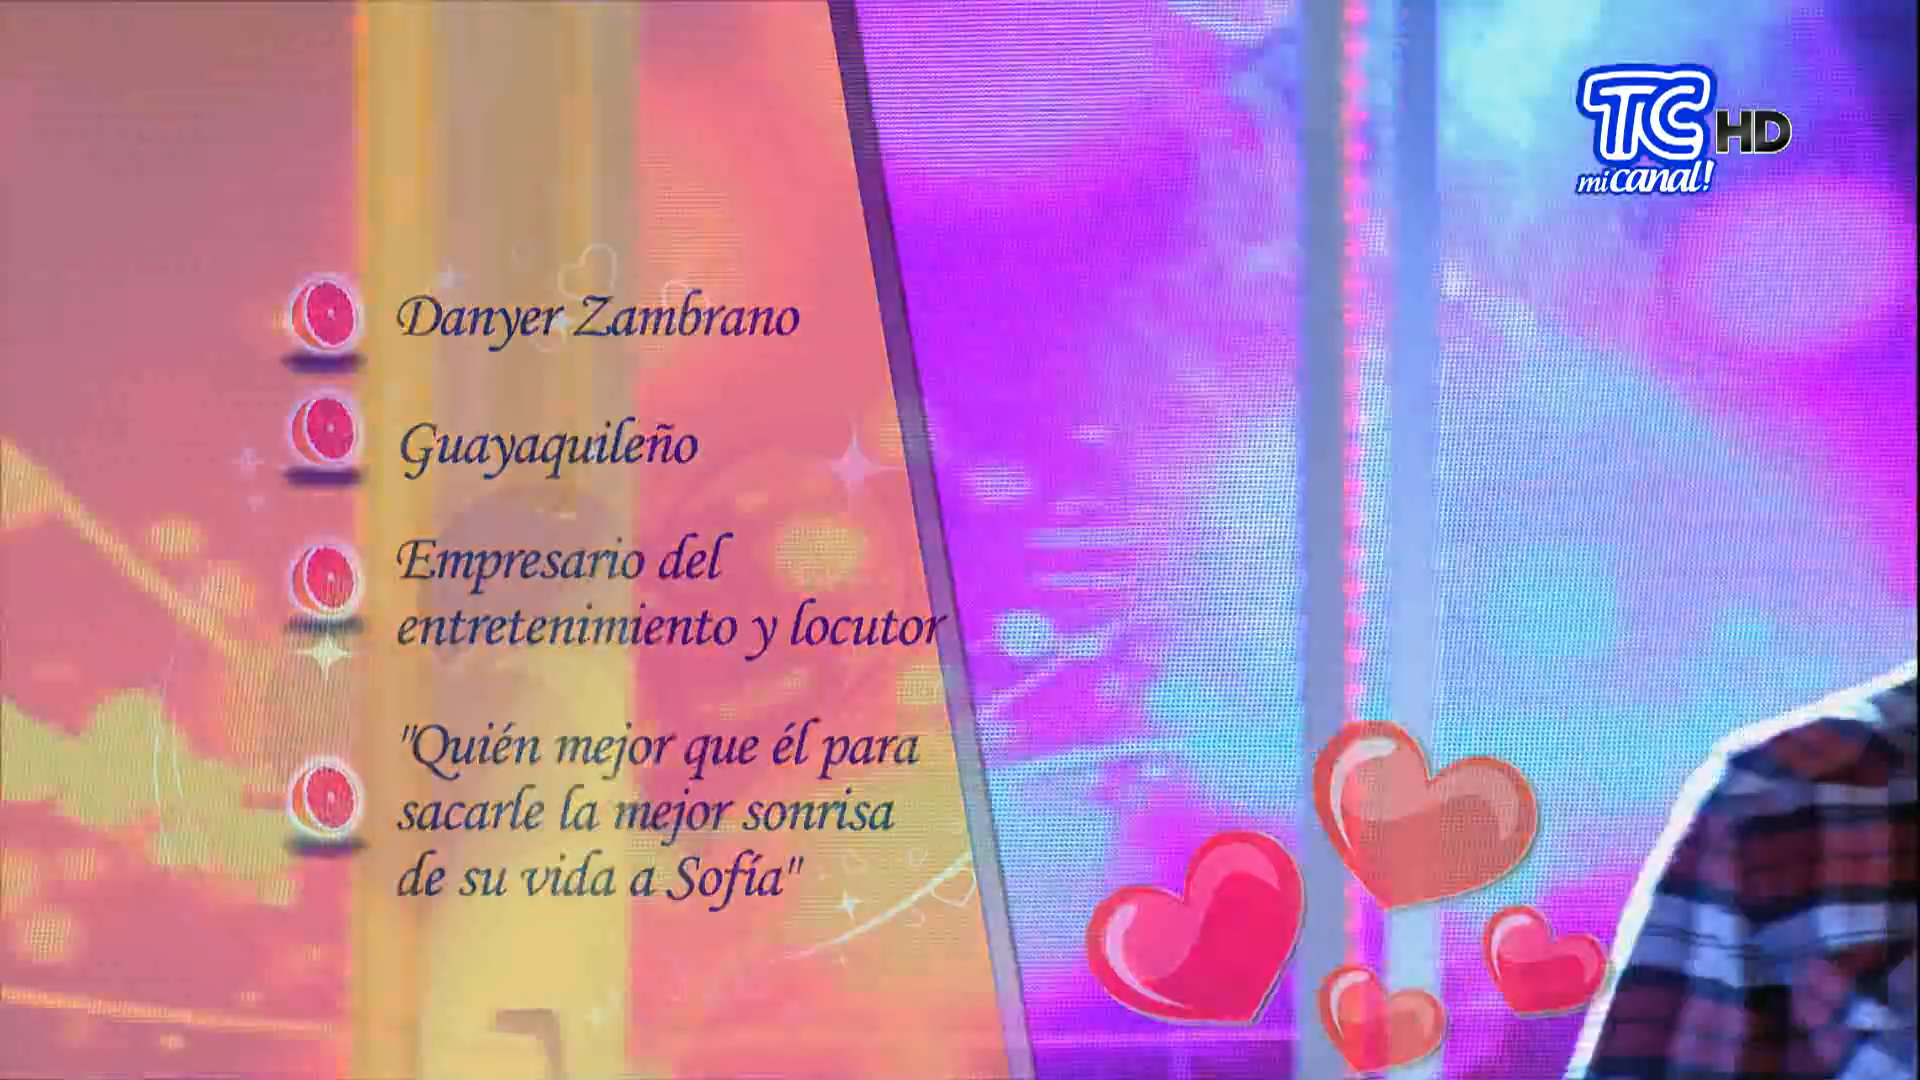 TC HD
mi canal!
Danyer Zambrano
Guayaquileño
Empresario del
entretenimiento y locutor
"Quién mejor que él para
sacarle la mejor sonrisa
de su vida a Sofía"